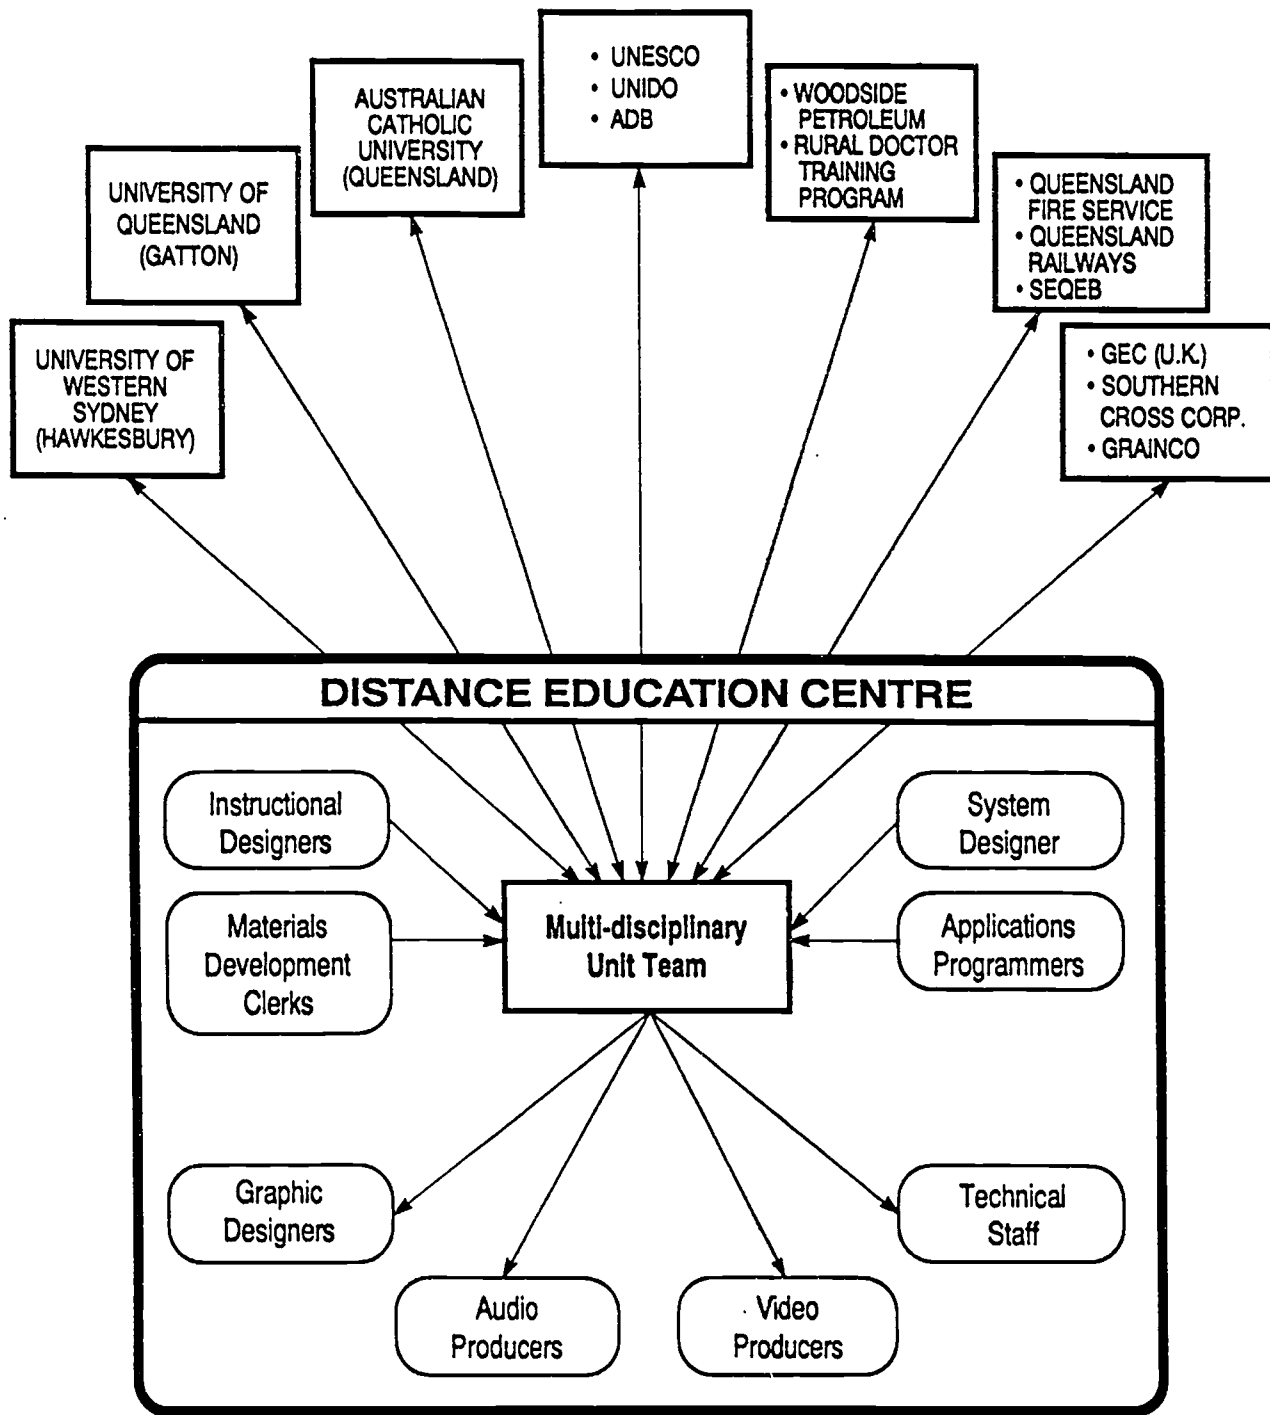 • UNESCO
• UNIDO
• ADB
AUSTRALIAN
CATHOLIC
UNIVERSITY
(QUEENSLAND)
• WOODSIDE
PETROLEUM
• RURAL DOCTOR
TRAINING
PROGRAM
UNIVERSITY OF
QUEENSLAND
(GATTON)
• QUEENSLAND
FIRE SERVICE
• QUEENSLAND
RAILWAYS
• SEQEB
UNIVERSITY OF
WESTERN
SYDNEY
(HAWKESBURY)
• GEC (U.K.)
• SOUTHERN
CROSS CORP.
• GRAINCO
DISTANCE EDUCATION CENTRE
Instructional
Designers
System
Designer
Materials
Development
Clerks
Multi-disciplinary
Unit Team
Applications
Programmers
Graphic
Designers
Technical
Staff
Audio
Producers
Video
Producers